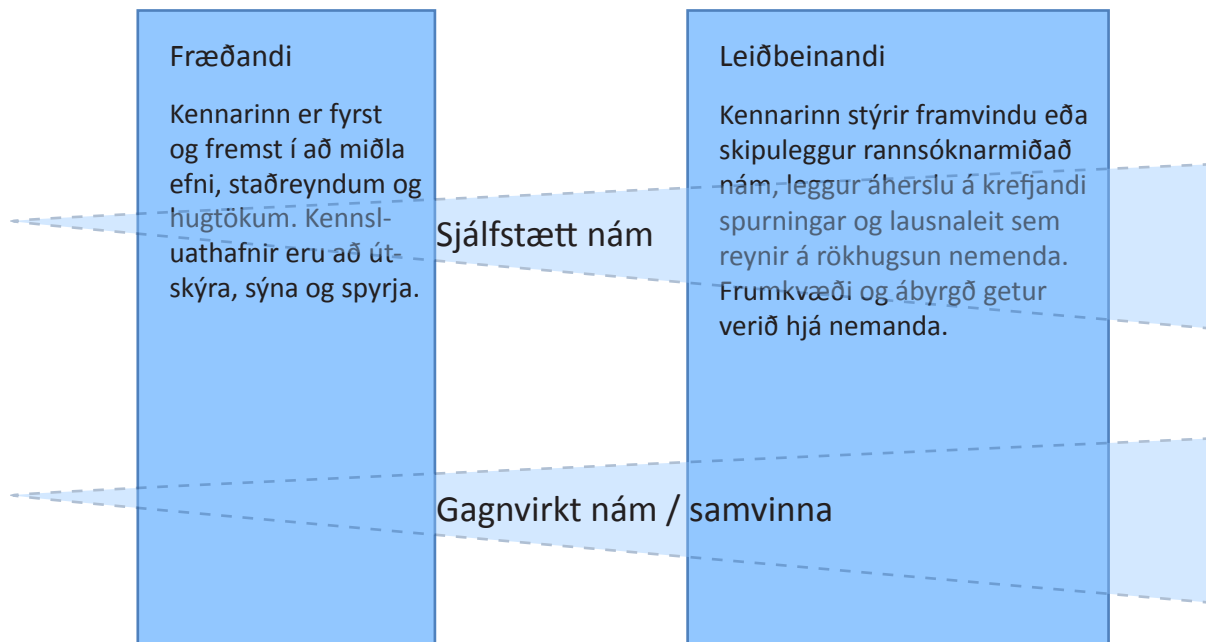 Fræðandi
Kennarinn er fyrst
og fremst í að miðla
efni, staðreyndum og
hugtökum. Kennsl-
uathafnir eru að út-
skýra, sýna og spyrja.
Leiðbeinandi
Kennarinn stýrir framvindu eða
skipuleggur rannsóknarmiðað
nám, leggur áherslu á krefjandi
spurningar og lausnaleit sem
reynir á rökhugsun nemenda.
Frumkvæði og ábyrgð getur
verið hjá nemanda.
Sjálfstætt nám
Gagnvirkt nám / samvinna